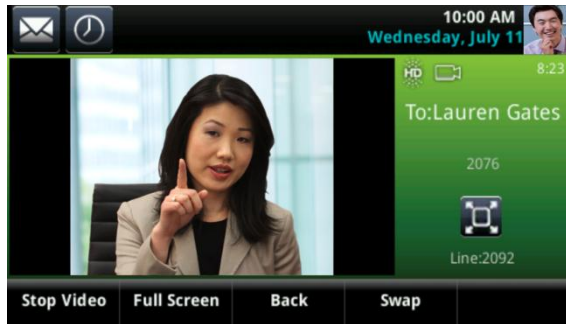 10:00 AM
Wednesday, July 11
HD
8:23
To:Lauren Gates
2076
Line:2092
Stop Video
Full Screen
Back
Swap